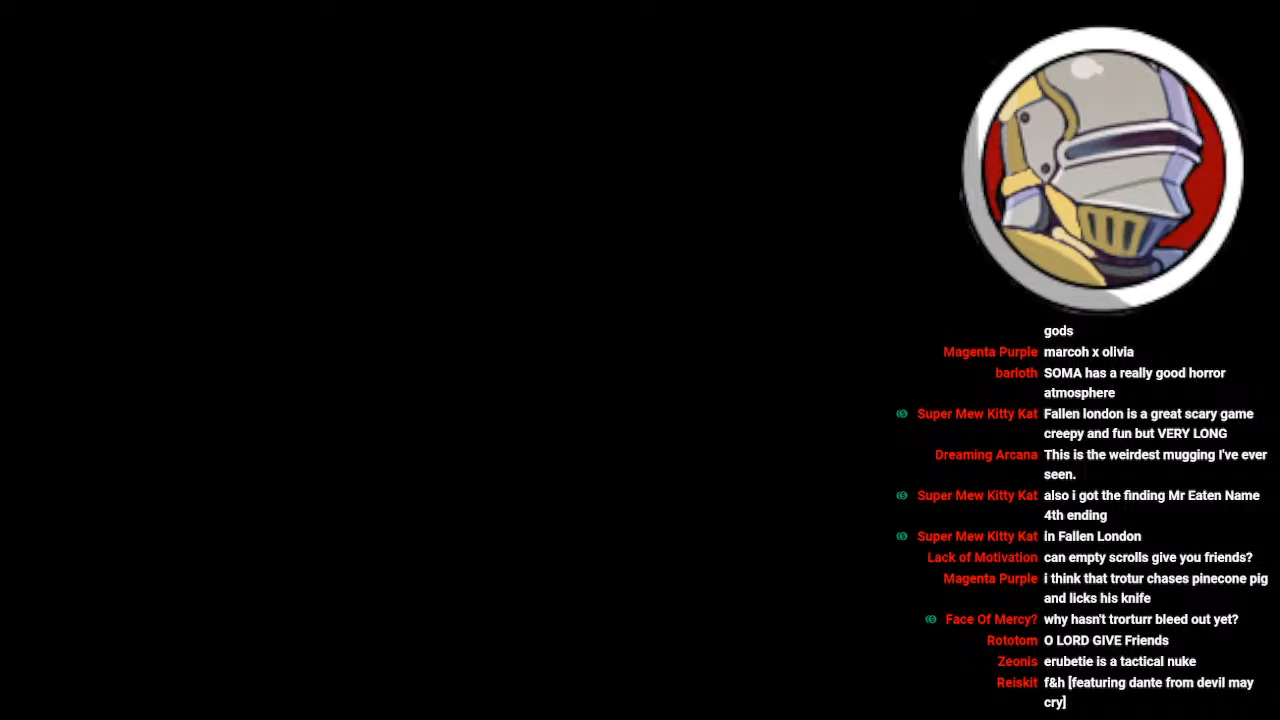 gods
Magenta Purple marcoh x olivia
barioth SOMA has a really good horror
atmosphere
Super Mew Kitty Kat Fallen london is a great scary game
creepy and fun but VERY LONG
Dreaming Arcana This is the weirdest mugging I've ever
seen.
Super Mew Kitty Kat also i got the finding Mr Eaten Name
4th ending
Super Mew Kitty Kat in Fallen London
Lack of Motivation can empty scrolls give you friends?
Magenta Purple i think that trotur chases pinecone pig
and licks his knife
Face Of Mercy? why hasn't trorturr bleed out yet?
Rototom O LORD GIVE Friends
Zeonis erubetie is a tactical nuke
Reiskit f&h [featuring dante from devil may
cry]